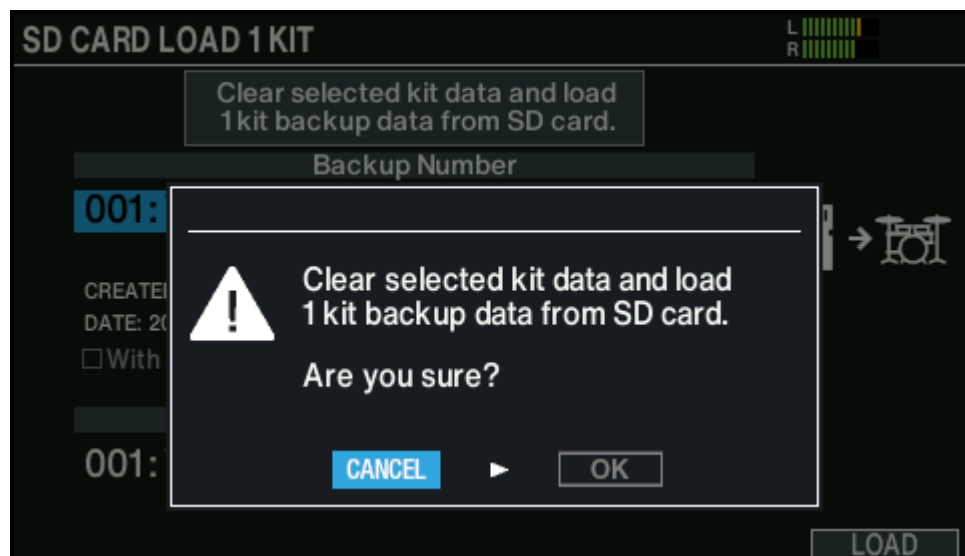 SD CARD LOAD 1 KIT
L
R
Clear selected kit data and load
1 kit backup data from SD card.
Backup Number
001:
DATE: 20
With
Clear selected kit data and load
1 kit backup data from SD card.
Are you sure?
001:
CANCEL
OK
LOAD